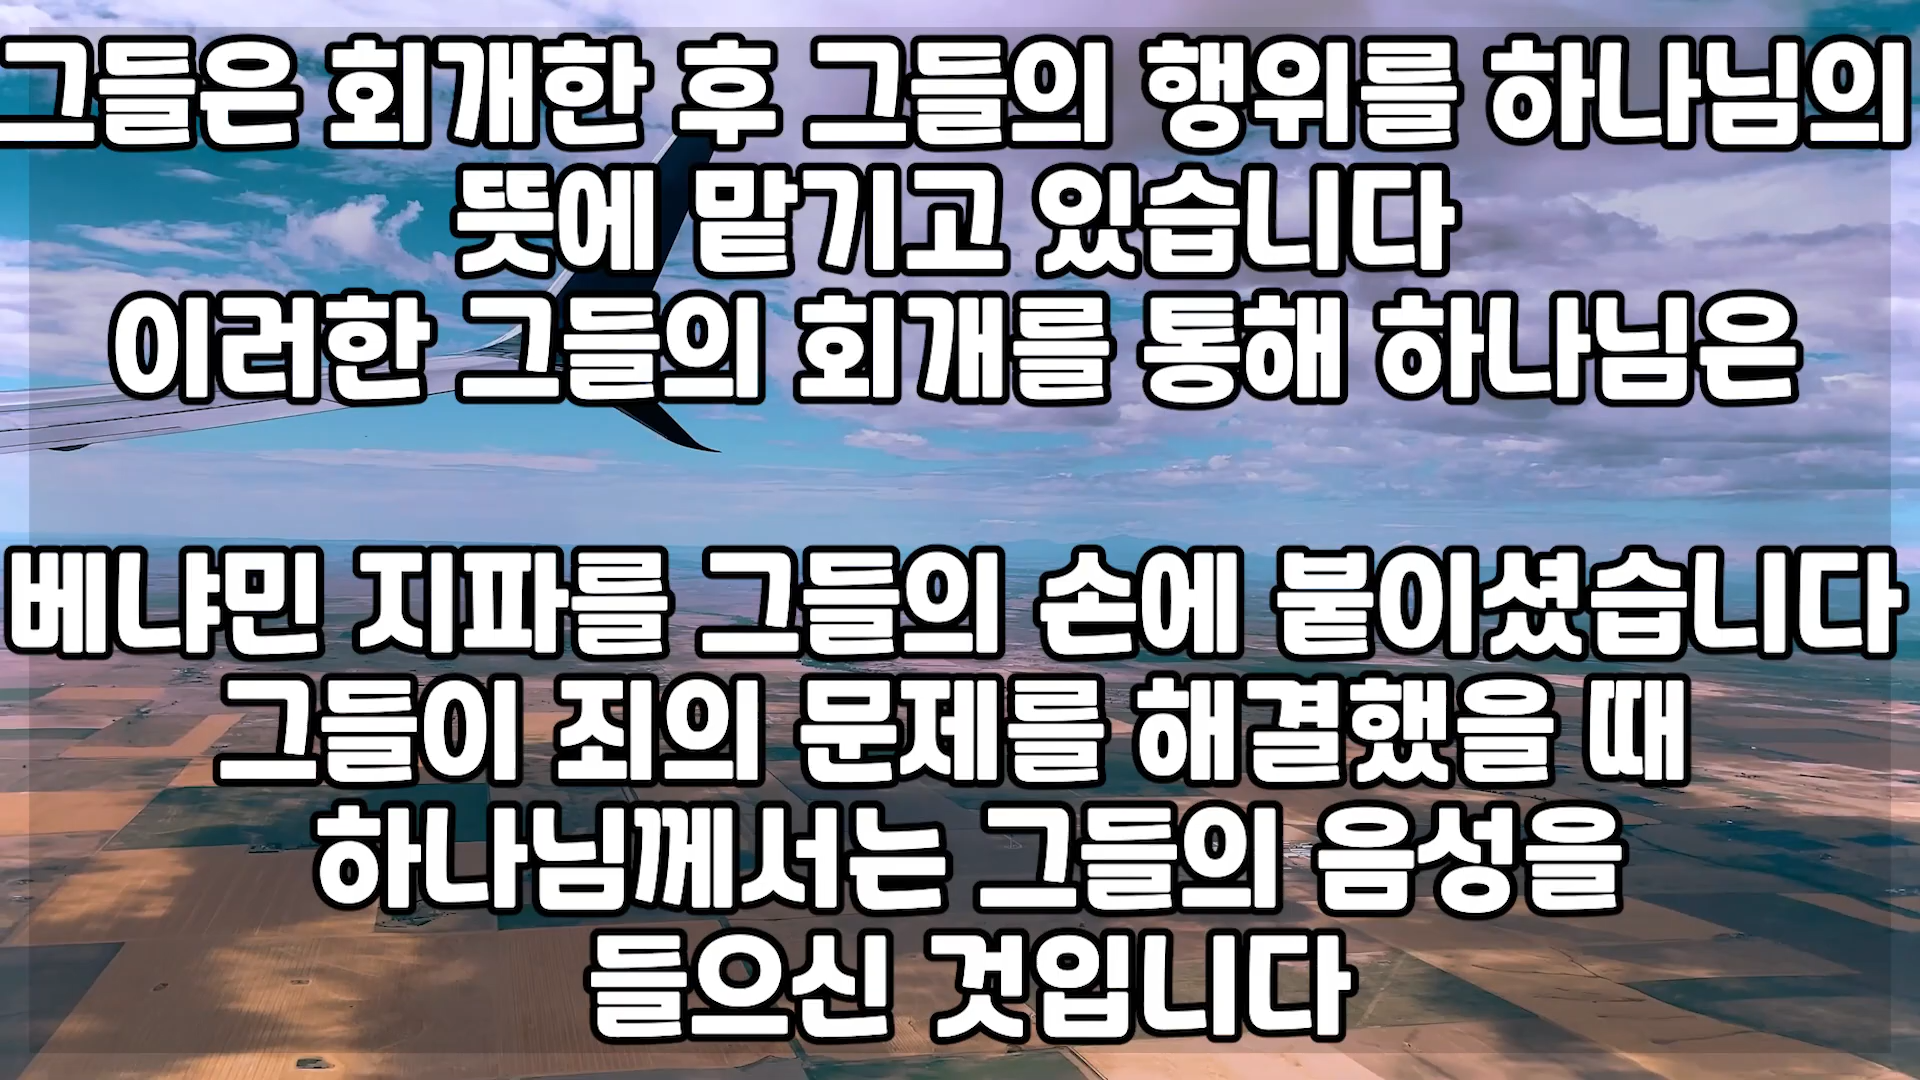 그들은 회개한 후 그들의 행위를 하나님의
뜻에 맡기고 있습니다
이러한 그들의 회개를 통해 하나님은
베냐민 지파를 그들의 손에 붙이셨습니다
그들이 죄의 문제를 해결했을 때
하나님께서는 그들의 음성을
들으신 것입니다